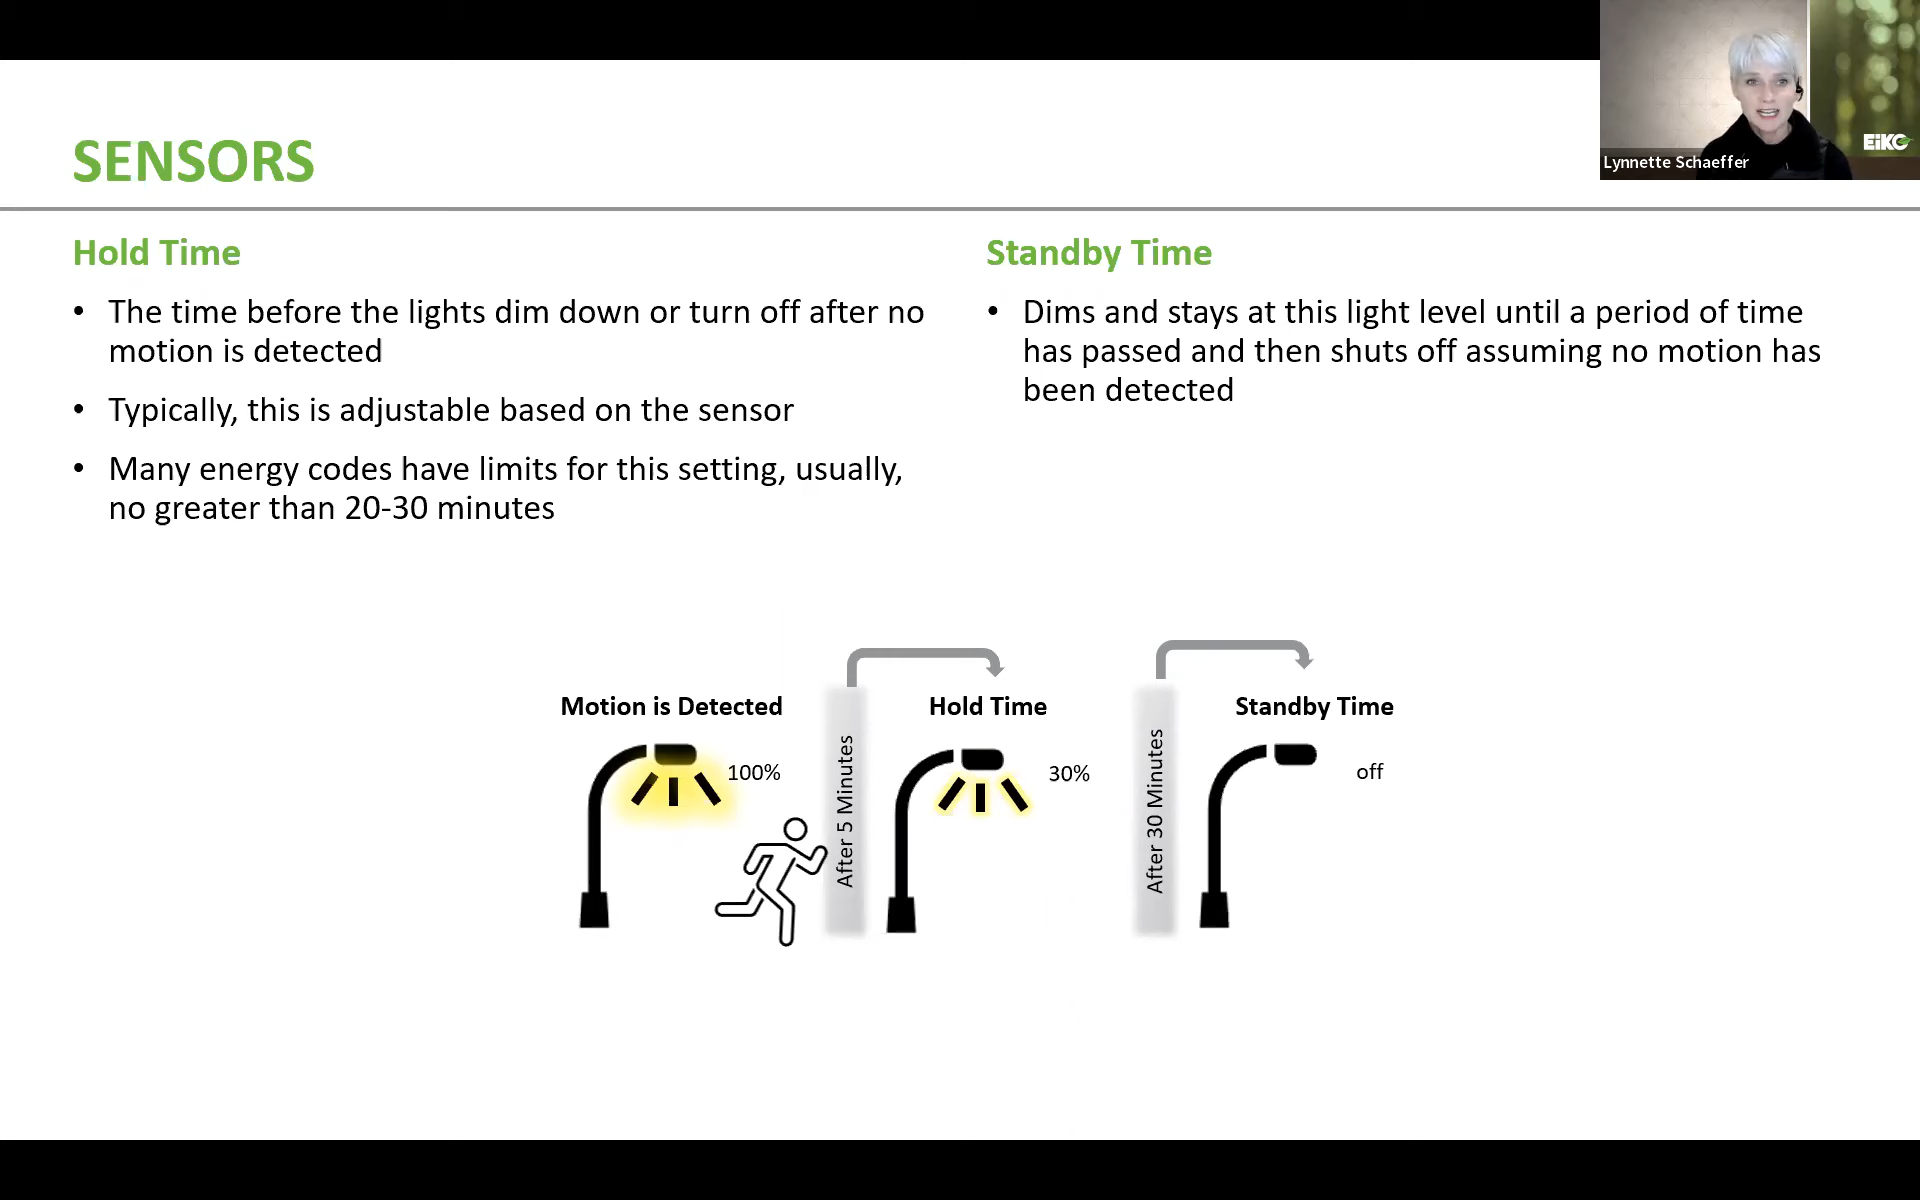 SENSORS
Lynnette Schaeffer
EiKO
Hold Time
• The time before the lights dim down or turn off after no
motion is detected
• Typically, this is adjustable based on the sensor
• Many energy codes have limits for this setting, usually,
no greater than 20-30 minutes
Standby Time
• Dims and stays at this light level until a period of time
has passed and then shuts off assuming no motion has
been detected
Motion is Detected
100%
After 5 Minutes
Hold Time
30%
After 30 Minutes
Standby Time
off